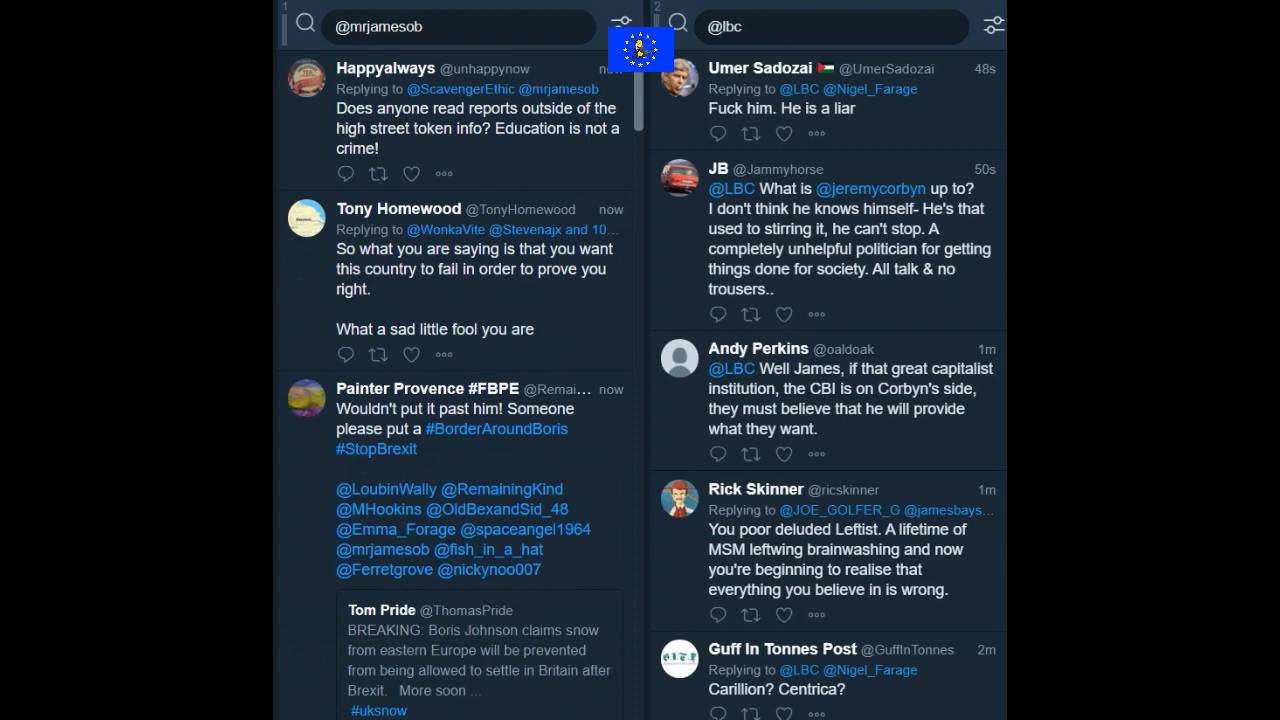 1
@mrjamesob
Happyalways @unhappynow now
Replying to @ScavengerEthic @mrjamesob
Does anyone read reports outside of the
high street token info? Education is not a
crime!
Tony Homewood @TonyHomewood now
Replying to @WonkaVite @Stevenajx and 10...
So what you are saying is that you want
this country to fail in order to prove you
right.
What a sad little fool you are
Painter Provence #FBPE @Remai... now
Wouldn't put it past him! Someone
please put a #BorderAroundBoris
#StopBrexit
@LoubinWally @RemainingKind
@MHookins @OldBexandSid_48
@Emma_Forage @spaceangel1964
@mrjamesob @fish_in_a_hat
@Ferretgrove @nickynoo007
Tom Pride @ThomasPride
BREAKING: Boris Johnson claims snow
from eastern Europe will be prevented
from being allowed to settle in Britain after
Brexit. More soon ...
#uksnow
2
@lbc
Umer Sadozai @UmerSadozai 48s
Replying to @LBC @Nigel_Farage
Fuck him. He is a liar
JB @Jammyhorse 50s
@LBC What is @jeremycorbyn up to?
I don't think he knows himself- He's that
used to stirring it, he can't stop. A
completely unhelpful politician for getting
things done for society. All talk & no
trousers..
Andy Perkins @oaldoak 1m
@LBC Well James, if that great capitalist
institution, the CBI is on Corbyn's side,
they must believe that he will provide
what they want.
Rick Skinner @ricskinner 1m
Replying to @JOE_GOLFER_G @jamesbays...
You poor deluded Leftist. A lifetime of
MSM leftwing brainwashing and now
you're beginning to realise that
everything you believe in is wrong.
Guff In Tonnes Post @GuffInTonnes 2m
Replying to @LBC @Nigel_Farage
Carillion? Centrica?